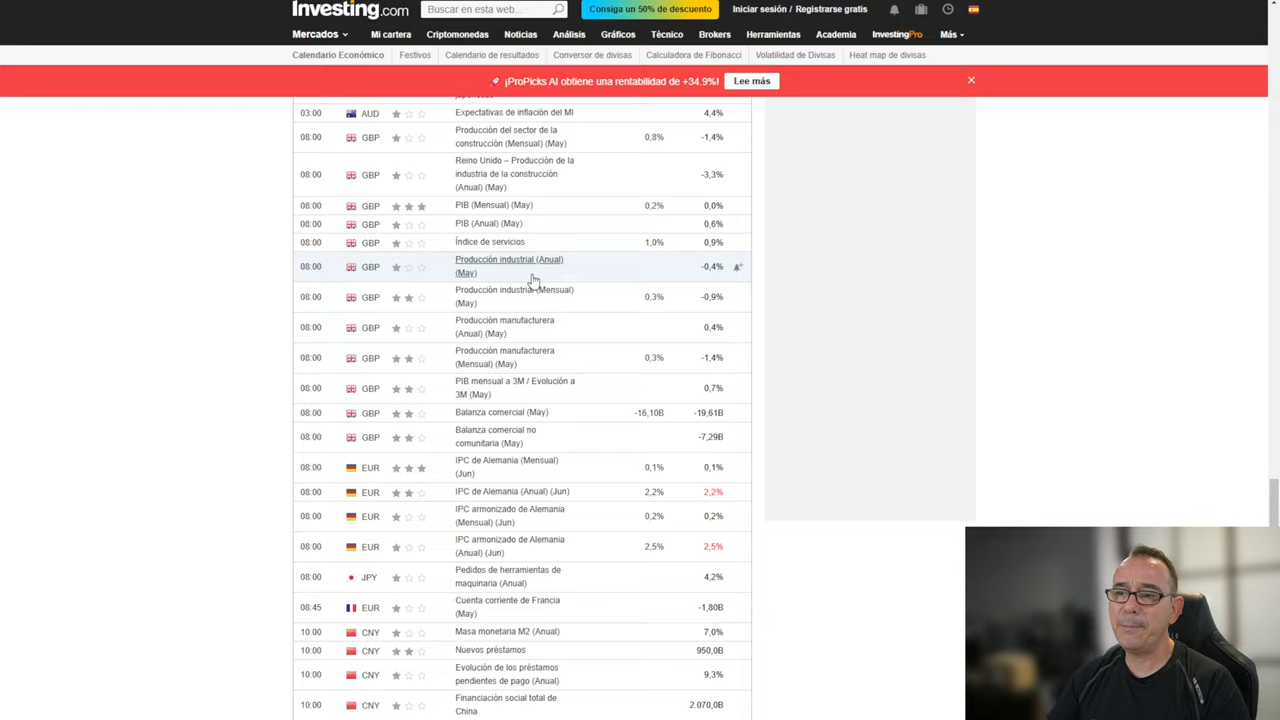 Investing.com
Buscar en esta web...
Consiga un 50% de descuento
Iniciar sesión / Registrarse gratis
Mercados
Mi cartera
Criptomonedas
Noticias
Análisis
Gráficos
Técnico
Brokers
Herramientas
Academia
InvestingPro
Más
Calendario Económico
Festivos
Calendario de resultados
Conversor de divisas
Calculadora de Fibonacci
Volatilidad de Divisas
Heat map de divisas
¡ProPicks AI obtiene una rentabilidad de +34.9%! Lee más
03:00 AUD Expectativas de inflación del MI 4,4%
08:00 GBP Producción del sector de la
construcción (Mensual) (May) 0,8% -1,4%
08:00 GBP Reino Unido – Producción de la
industria de la construcción
(Anual) (May) -3,3%
08:00 GBP PIB (Mensual) (May) 0,2% 0,0%
08:00 GBP PIB (Anual) (May) 0,6%
08:00 GBP Índice de servicios 1,0% 0,9%
08:00 GBP Producción industrial (Anual)
(May) -0,4%
08:00 GBP Producción industrial (Mensual)
(May) 0,3% -0,9%
08:00 GBP Producción manufacturera
(Anual) (May) 0,4%
08:00 GBP Producción manufacturera
(Mensual) (May) 0,3% -1,4%
08:00 GBP PIB mensual a 3M / Evolución a
3M (May) 0,7%
08:00 GBP Balanza comercial (May) -16,10B -19,61B
08:00 GBP Balanza comercial no
comunitaria (May) -7,29B
08:00 EUR IPC de Alemania (Mensual)
(Jun) 0,1% 0,1%
08:00 EUR IPC de Alemania (Anual) (Jun) 2,2% 2,2%
08:00 EUR IPC armonizado de Alemania
(Mensual) (Jun) 0,2% 0,2%
08:00 EUR IPC armonizado de Alemania
(Anual) (Jun) 2,5% 2,5%
08:00 JPY Pedidos de herramientas de
maquinaria (Anual) 4,2%
08:45 EUR Cuenta corriente de Francia
(May) -1,80B
10:00 CNY Masa monetaria M2 (Anual) 7,0%
10:00 CNY Nuevos préstamos 950,0B
10:00 CNY Evolución de los préstamos
pendientes de pago (Anual) 9,3%
10:00 CNY Financiación social total de
China 2.070,0B